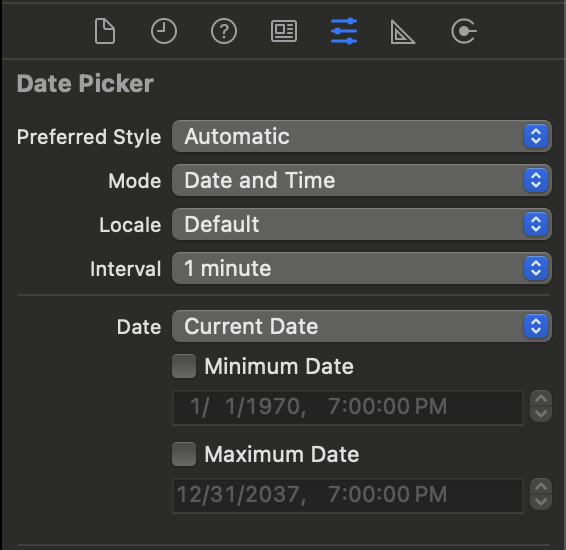 Date Picker
Preferred Style Automatic
Mode Date and Time
Locale Default
Interval 1 minute
Date Current Date
Minimum Date
1/ 1/1970, 7:00:00 PM
Maximum Date
12/31/2037, 7:00:00 PM